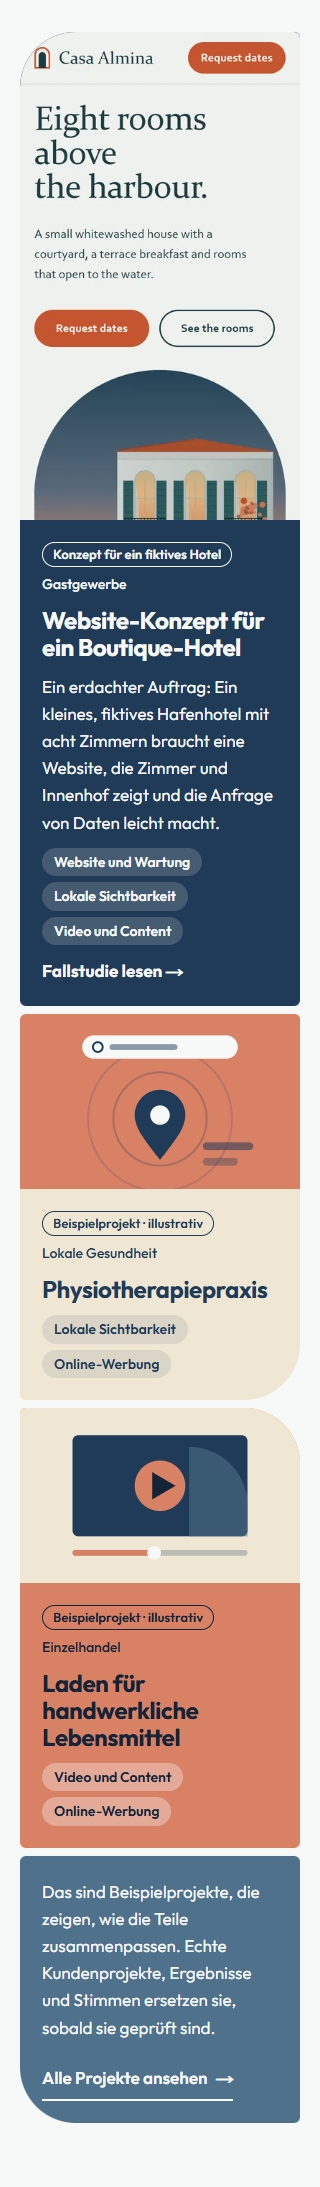 Casa Almina
Request dates
Eight rooms
above
the harbour.
A small whitewashed house with a
courtyard, a terrace breakfast and rooms
that open to the water.
Request dates
See the rooms
Konzept für ein fiktives Hotel
Gastgewerbe
Website-Konzept für
ein Boutique-Hotel
Ein erdachter Auftrag: Ein
kleines, fiktives Hafenhotel mit
acht Zimmern braucht eine
Website, die Zimmer und
Innenhof zeigt und die Anfrage
von Daten leicht macht.
Website und Wartung
Lokale Sichtbarkeit
Video und Content
Fallstudie lesen →
Beispielprojekt · illustrativ
Lokale Gesundheit
Physiotherapiepraxis
Lokale Sichtbarkeit
Online-Werbung
Beispielprojekt · illustrativ
Einzelhandel
Laden für
handwerkliche
Lebensmittel
Video und Content
Online-Werbung
Das sind Beispielprojekte, die
zeigen, wie die Teile
zusammenpassen. Echte
Kundenprojekte, Ergebnisse
und Stimmen ersetzen sie,
sobald sie geprüft sind.
Alle Projekte ansehen →